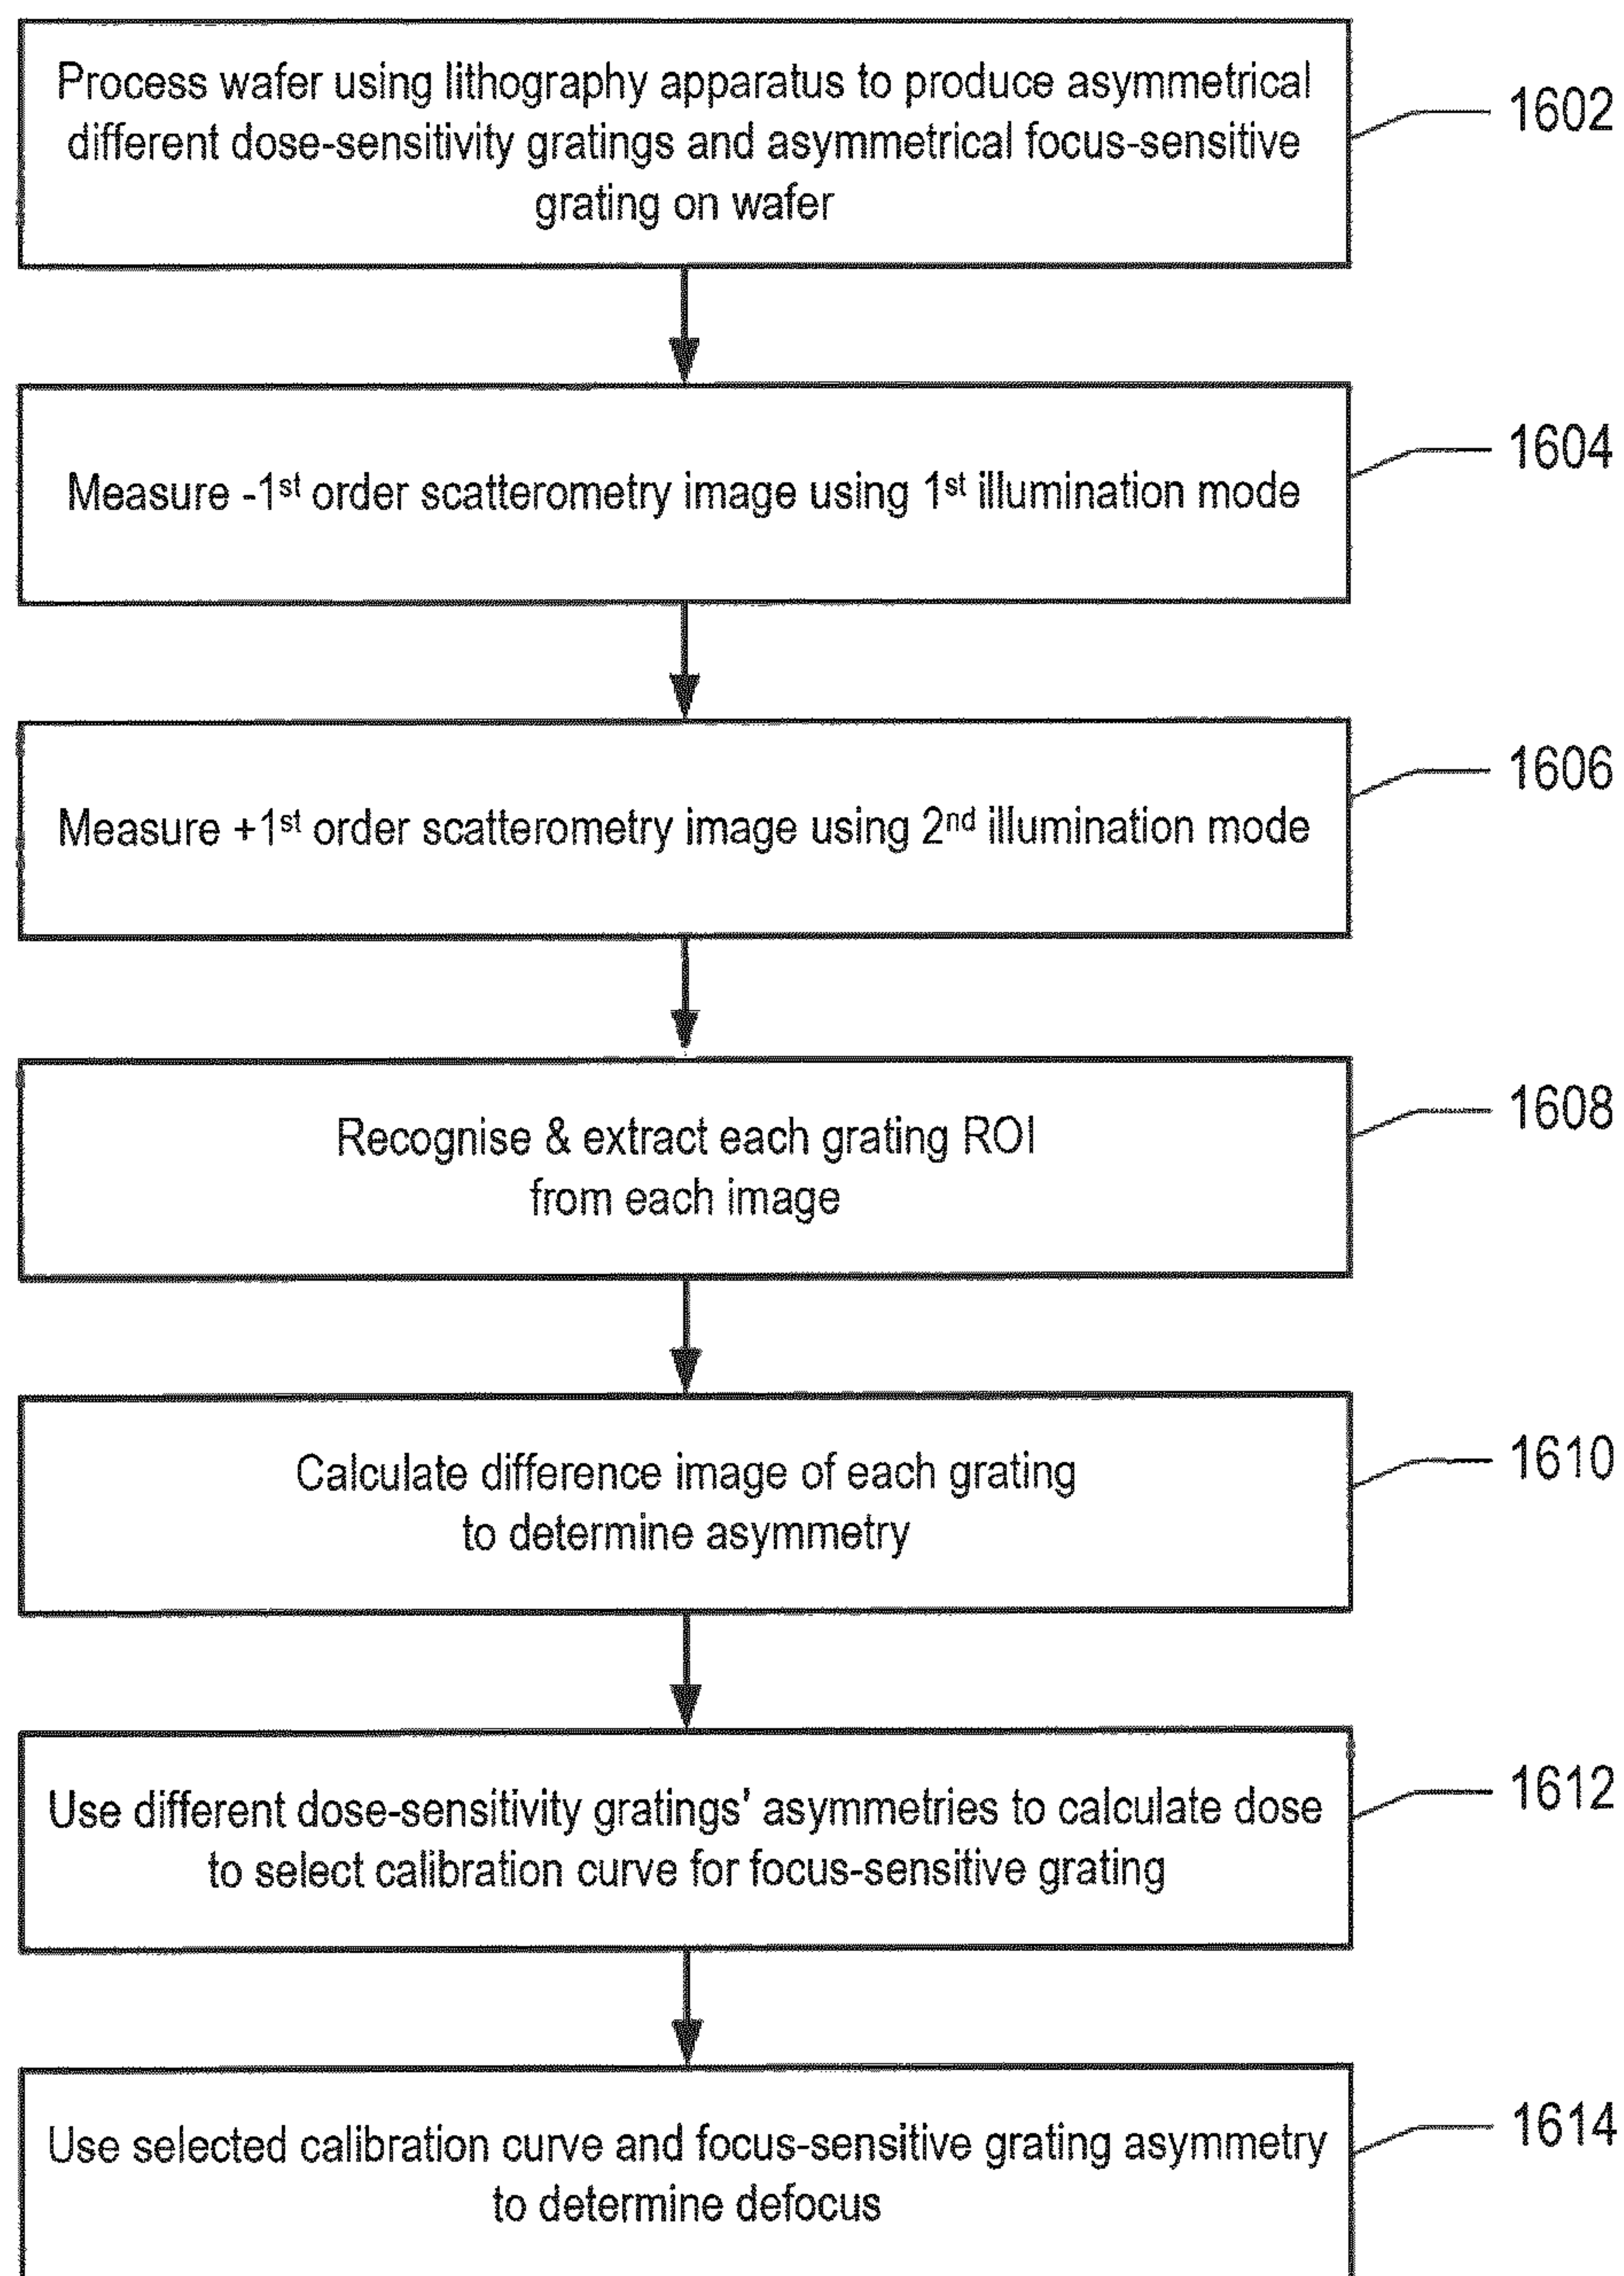 Process wafer using lithography apparatus to produce asymmetrical
different dose-sensitivity gratings and asymmetrical focus-sensitive
grating on wafer
1602
Measure -1st order scatterometry image using 1st illumination mode
1604
Measure +1st order scatterometry image using 2nd illumination mode
1606
Recognise & extract each grating ROI
from each image
1608
Calculate difference image of each grating
to determine asymmetry
1610
Use different dose-sensitivity gratings' asymmetries to calculate dose
to select calibration curve for focus-sensitive grating
1612
Use selected calibration curve and focus-sensitive grating asymmetry
to determine defocus
1614